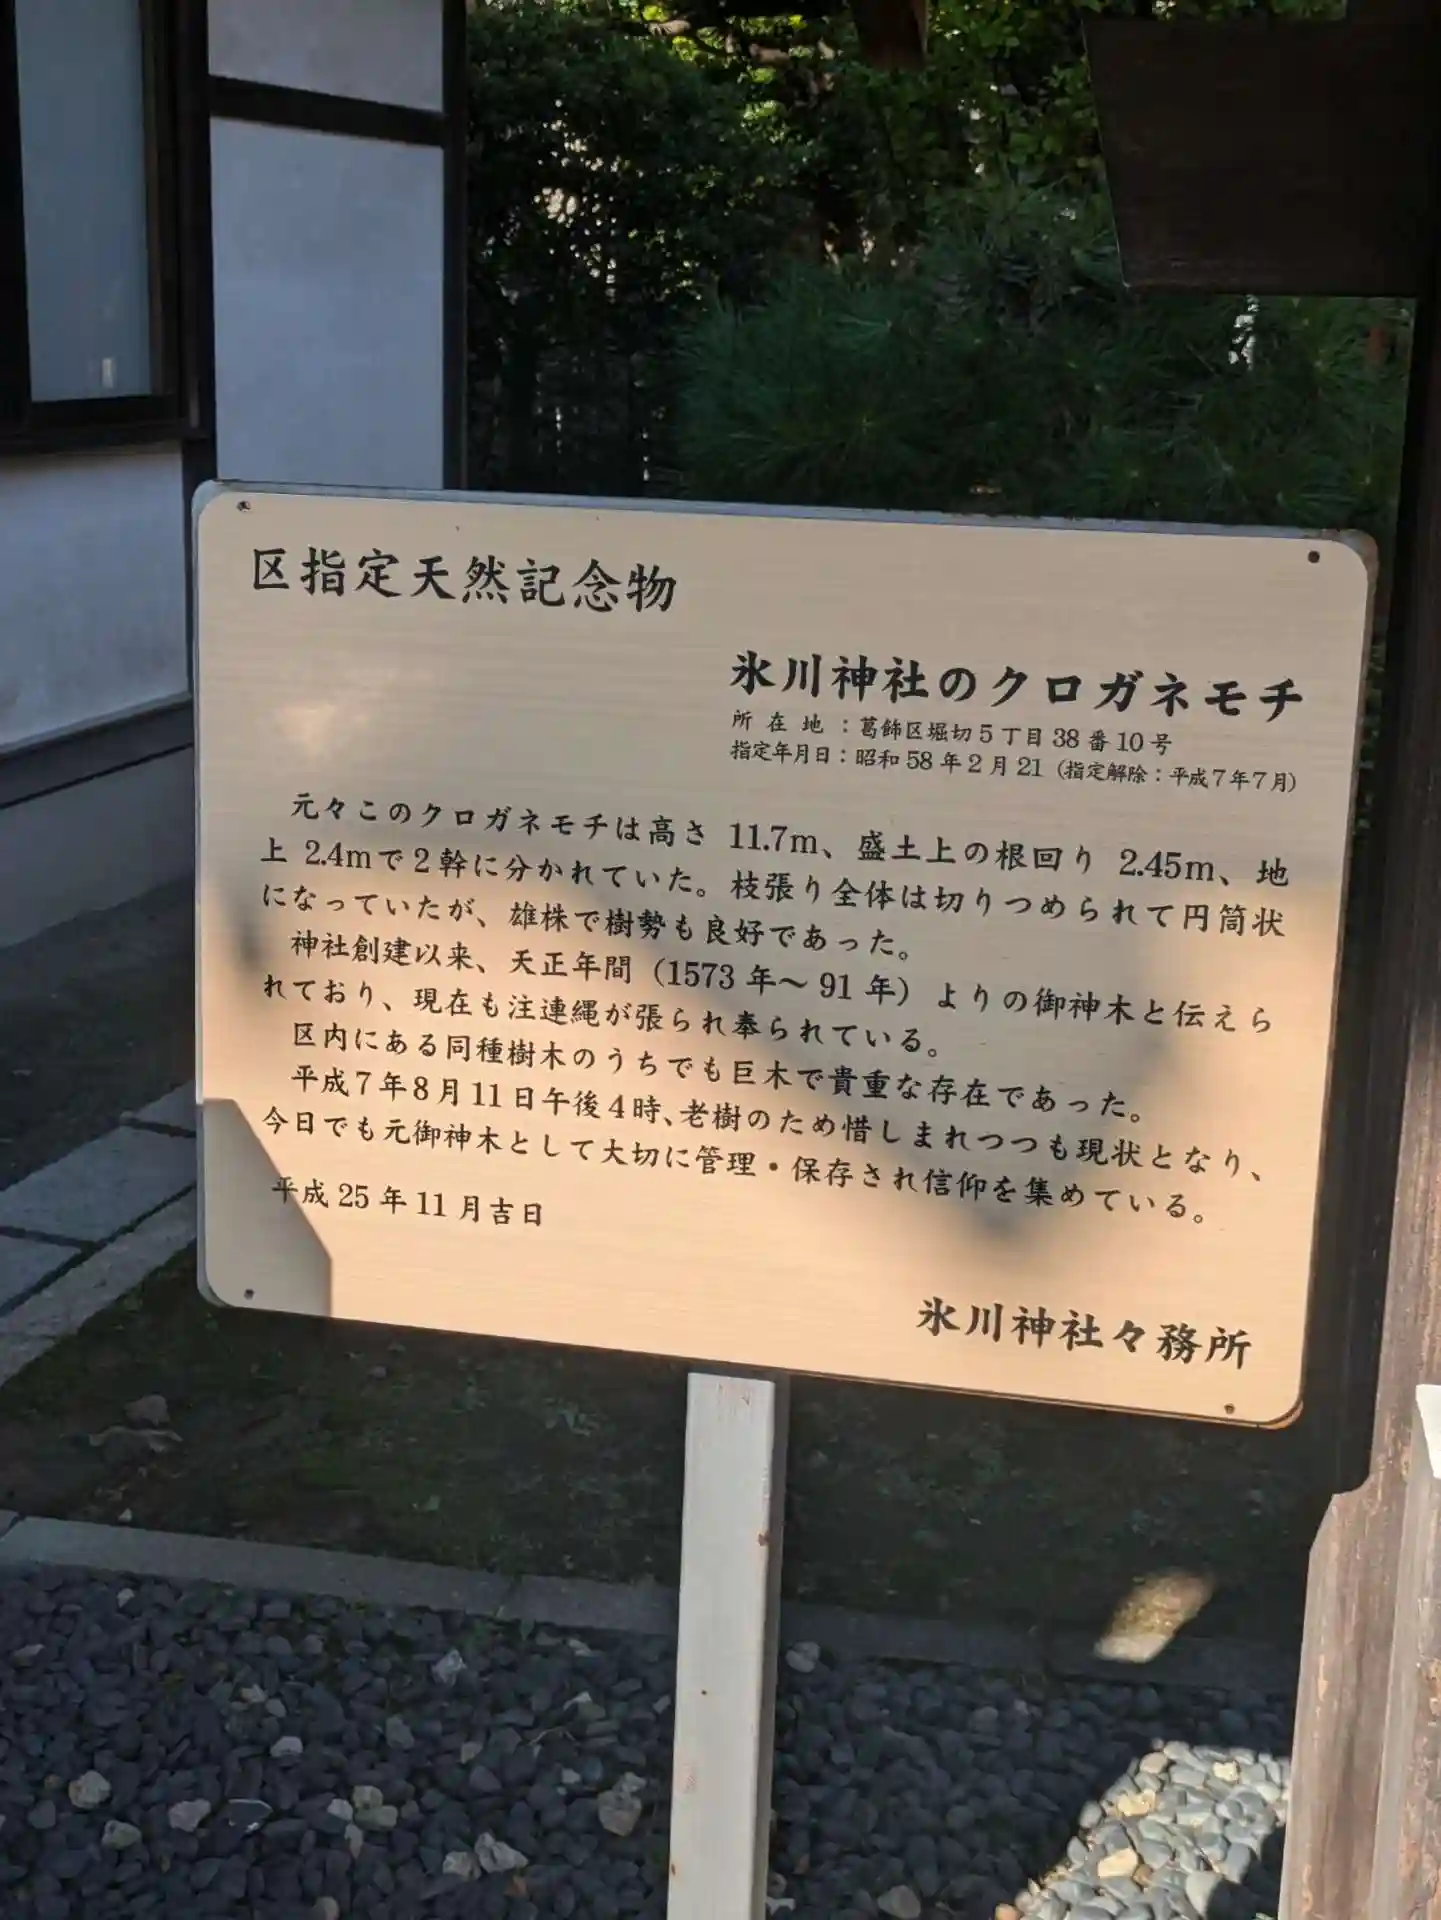 区指定天然記念物
氷川神社のクロガネモチ
所在地：葛飾区堀切5丁目38番10号
指定年月日：昭和58年2月21（指定解除：平成7年7月）
元々このクロガネモチは高さ 11.7m、盛土上の根回り 2.45m、地
上 2.4mで2幹に分かれていた。枝張り全体は切りつめられて円筒状
になっていたが、雄株で樹勢も良好であった。
神社創建以来、天正年間（1573年～91年）よりの御神木と伝えら
れており、現在も注連縄が張られ奉られている。
区内にある同種樹木のうちでも巨木で貴重な存在であった。
平成7年8月11日午後4時、老樹のため惜しまれつつも現状となり、
今日でも元御神木として大切に管理・保存され信仰を集めている。
平成25年11月吉日
氷川神社々務所